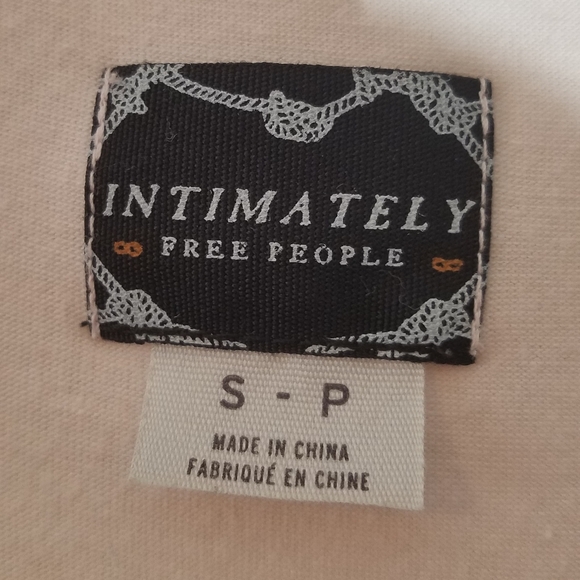 INTIMATELY
FREE PEOPLE
S - P
MADE IN CHINA
FABRIQUÉ EN CHINE